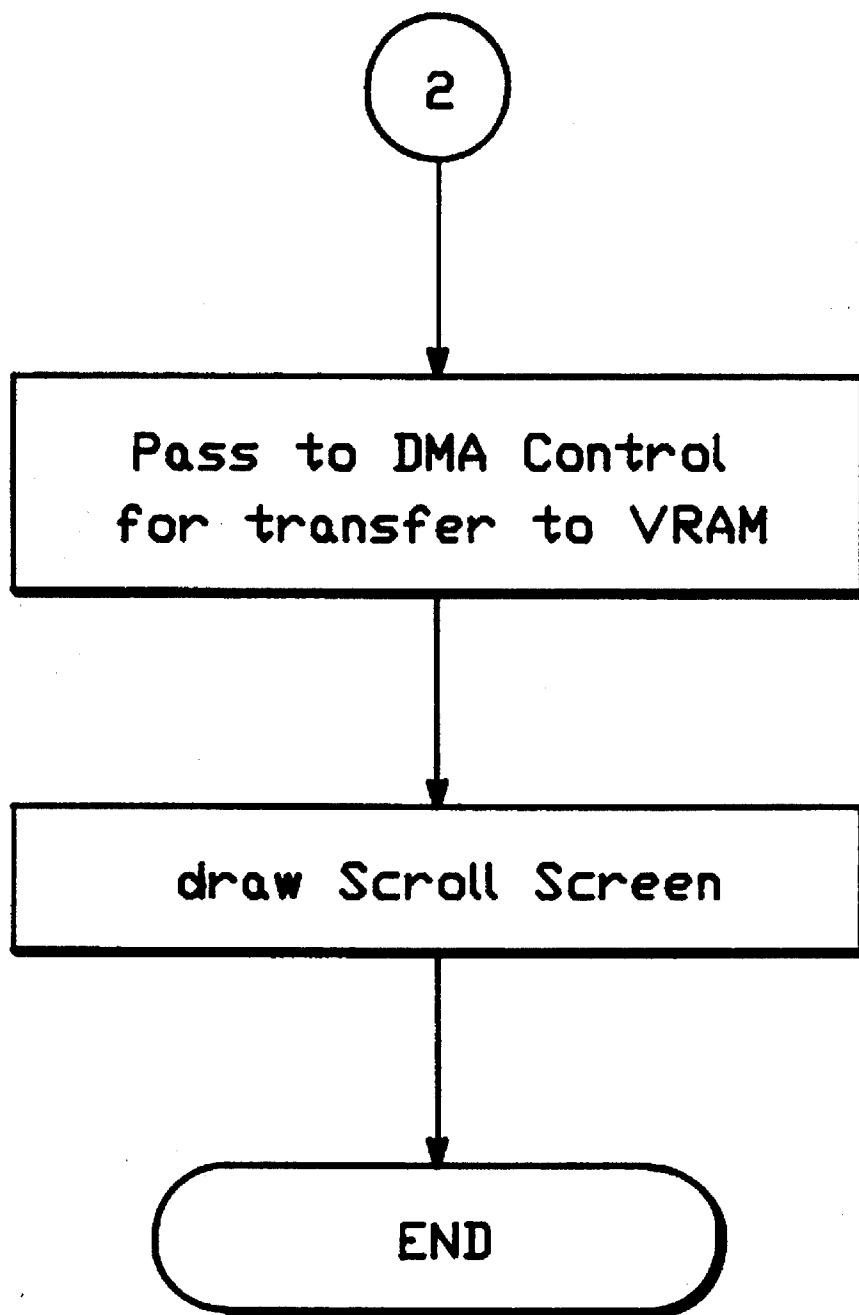 2
Pass to DMA Control
for transfer to VRAM
draw Scroll Screen
END